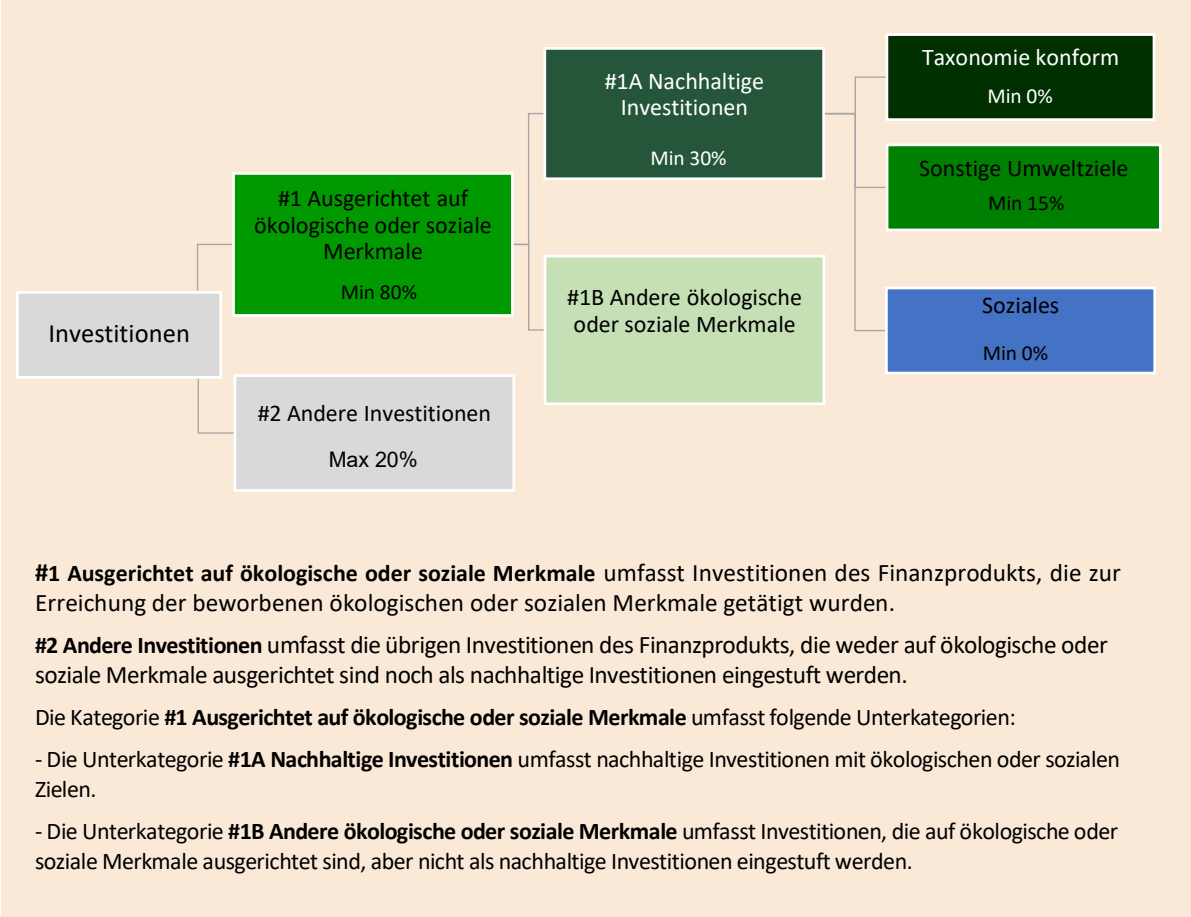 Investitionen
#1 Ausgerichtet auf
ökologische oder soziale
Merkmale
Min 80%
#2 Andere Investitionen
Max 20%
#1A Nachhaltige
Investitionen
Min 30%
#1B Andere ökologische
oder soziale Merkmale
Taxonomie konform
Min 0%
Sonstige Umweltziele
Min 15%
Soziales
Min 0%
#1 Ausgerichtet auf ökologische oder soziale Merkmale umfasst Investitionen des Finanzprodukts, die zur
Erreichung der beworbenen ökologischen oder sozialen Merkmale getätigt wurden.
#2 Andere Investitionen umfasst die übrigen Investitionen des Finanzprodukts, die weder auf ökologische oder
soziale Merkmale ausgerichtet sind noch als nachhaltige Investitionen eingestuft werden.
Die Kategorie #1 Ausgerichtet auf ökologische oder soziale Merkmale umfasst folgende Unterkategorien:
- Die Unterkategorie #1A Nachhaltige Investitionen umfasst nachhaltige Investitionen mit ökologischen oder sozialen
Zielen.
- Die Unterkategorie #1B Andere ökologische oder soziale Merkmale umfasst Investitionen, die auf ökologische oder
soziale Merkmale ausgerichtet sind, aber nicht als nachhaltige Investitionen eingestuft werden.